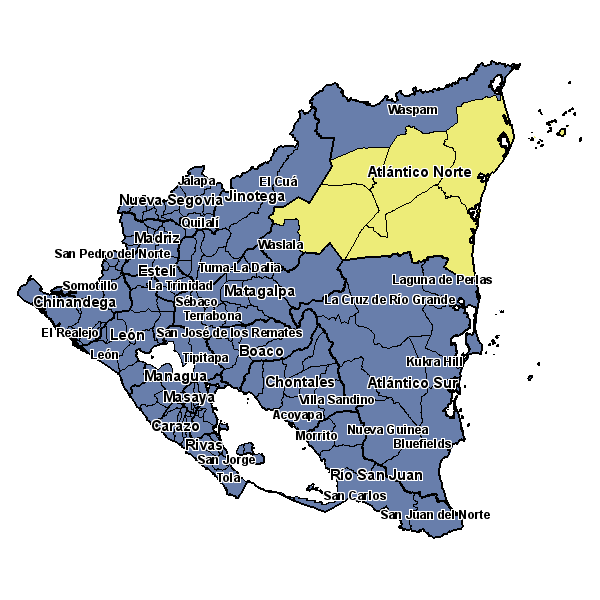 Waspam
Atlántico Norte
Jalapa
El Cuá
Nueva Segovia
Jinotega
Quilalí
Madriz
Waslala
San Pedro del Norte
Estelí
Tuma-La Dalia
Laguna de Perlas
Somotillo
La Trinidad
Matagalpa
Chinandega
Sébaco
La Cruz de Río Grande
Terrabona
El Realejo
León
San José de los Remates
León
Tipitapa
Boaco
Kukra Hill
Managua
Chontales
Atlántico Sur
Masaya
Villa Sandino
Acoyapa
Carazo
Morrito
Nueva Guinea
Rivas
Bluefields
San Jorge
Tola
Río San Juan
San Carlos
San Juan del Norte